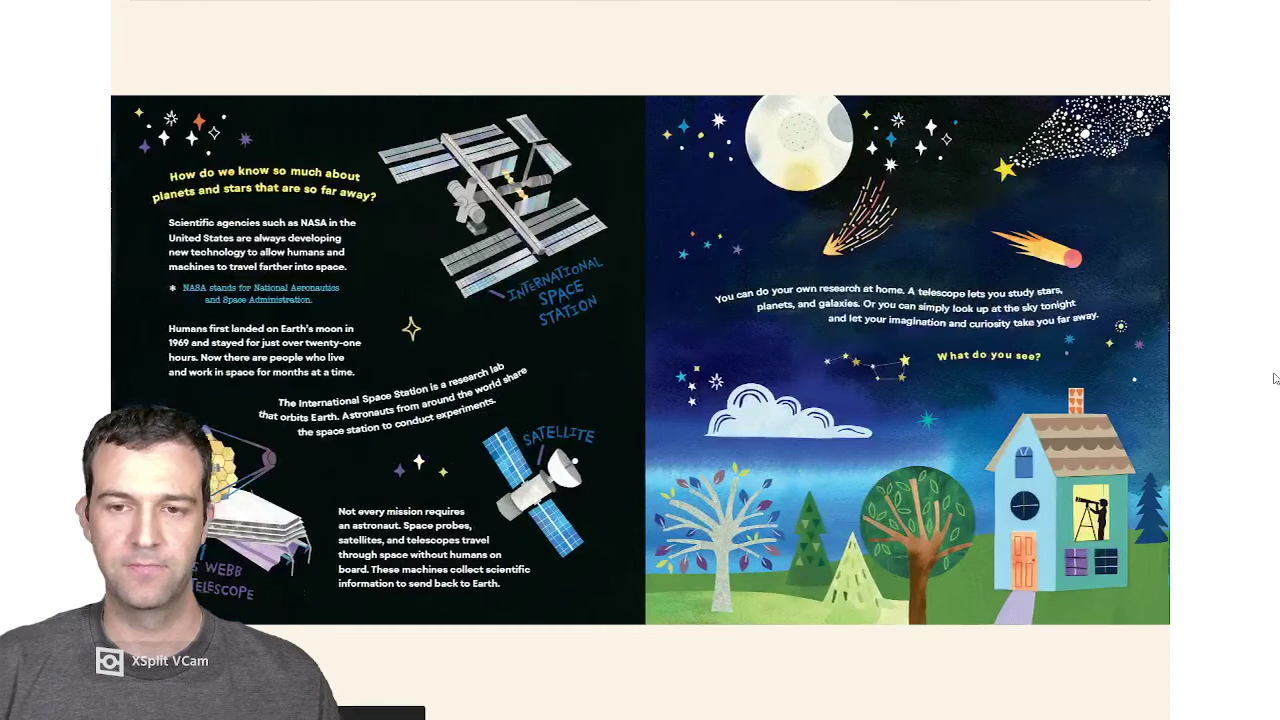 How do we know so much about
planets and stars that are so far away?
Scientific agencies such as NASA in the
United States are always developing
new technology to allow humans and
machines to travel farther into space.
* NASA stands for National Aeronautics
and Space Administration.
Humans first landed on Earth's moon in
1969 and stayed for just over twenty-one
hours. Now there are people who live
and work in space for months at a time.
INTERNATIONAL
SPACE
STATION
The International Space Station is a research lab
that orbits Earth. Astronauts from around the world share
the space station to conduct experiments.
SATELLITE
Not every mission requires
an astronaut. Space probes,
satellites, and telescopes travel
through space without humans on
board. These machines collect scientific
information to send back to Earth.
WEBB
TELESCOPE
XSplit VCam
You can do your own research at home. A telescope lets you study stars,
planets, and galaxies. Or you can simply look up at the sky tonight
and let your imagination and curiosity take you far away.
What do you see?